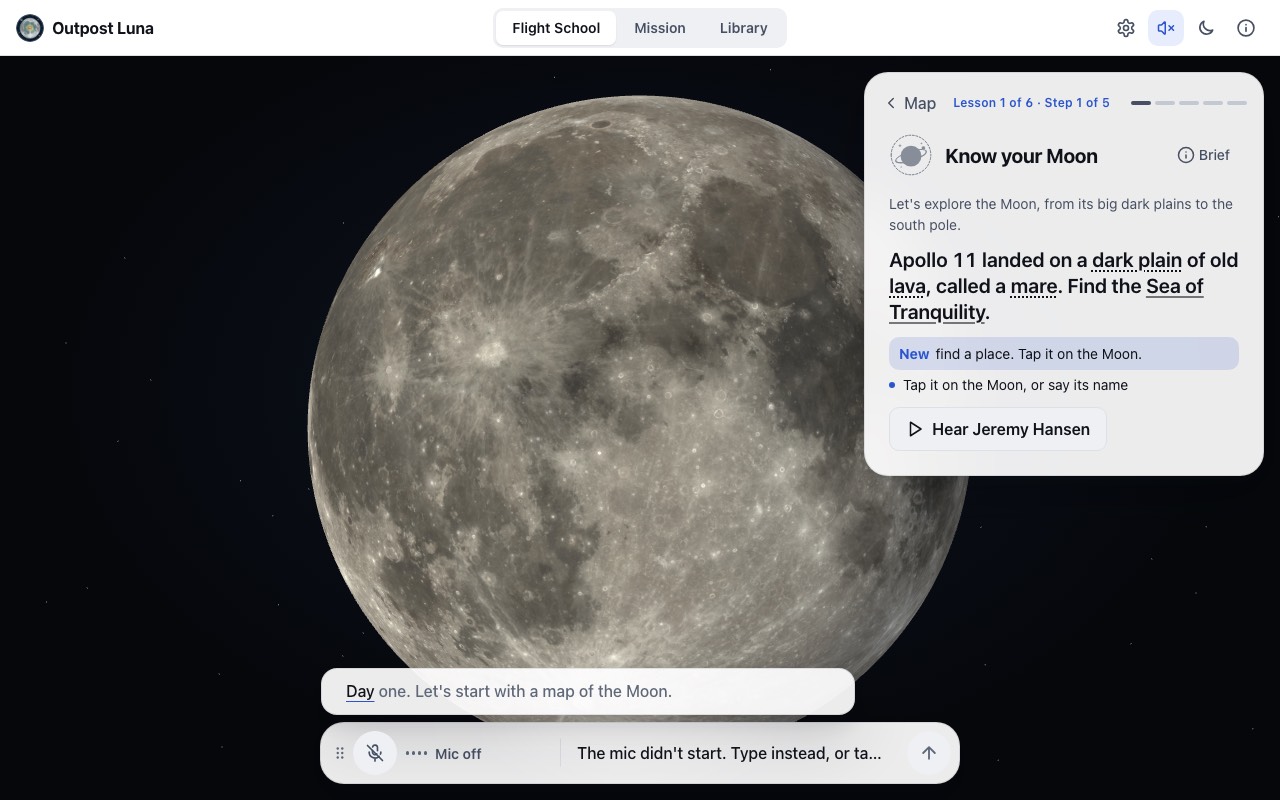 Outpost Luna
Flight School
Mission
Library
Map
Lesson 1 of 6 · Step 1 of 5
Know your Moon
Brief
Let's explore the Moon, from its big dark plains to the
south pole.
Apollo 11 landed on a dark plain of old
lava, called a mare. Find the Sea of
Tranquility.
New find a place. Tap it on the Moon.
Tap it on the Moon, or say its name
Hear Jeremy Hansen
Day one. Let's start with a map of the Moon.
Mic off
The mic didn't start. Type instead, or ta...